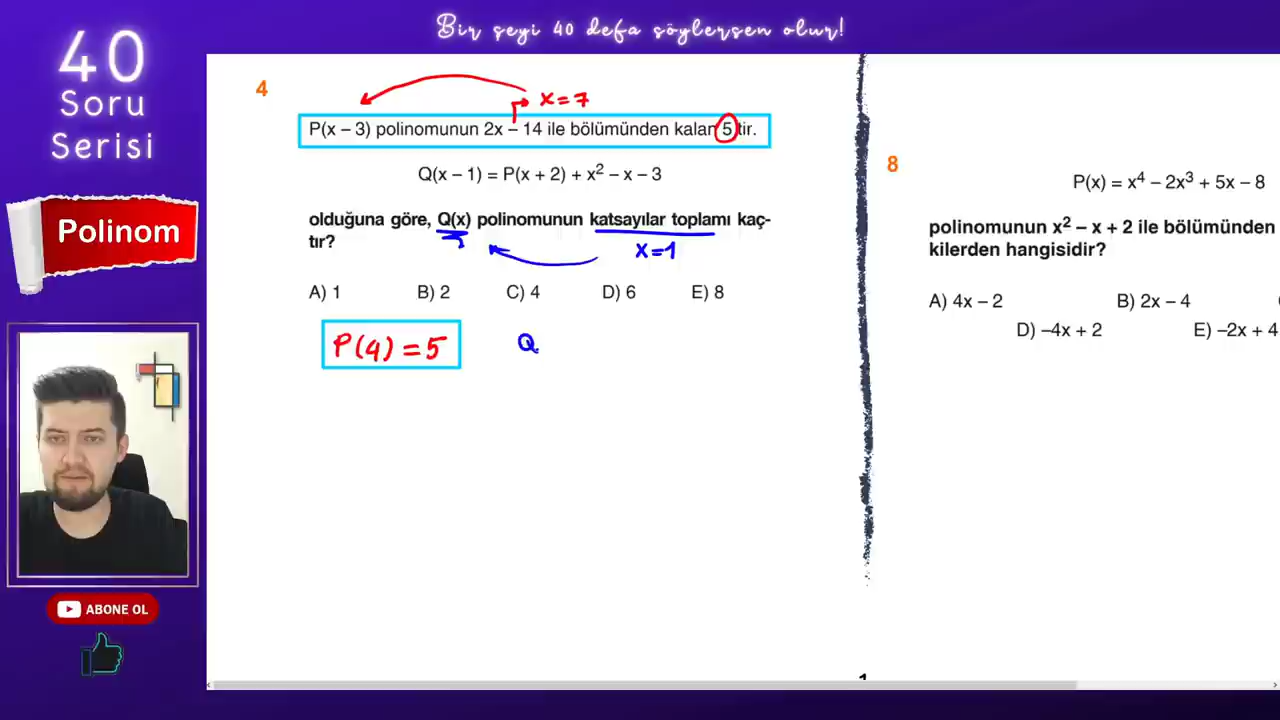 Bir şeyi 40 defa söylersen olur!
40
Soru
Serisi
Polinom
ABONE OL
4
x=7
P(x – 3) polinomunun 2x – 14 ile bölümünden kalan 5 tir.
Q(x – 1) = P(x + 2) + x² – x – 3
olduğuna göre, Q(x) polinomunun katsayılar toplamı kaç-
tır?
x=1
A) 1 B) 2 C) 4 D) 6 E) 8
P(4) = 5
Q
8
P(x) = x⁴ – 2x³ + 5x – 8
polinomunun x² – x + 2 ile bölümünden
kilerden hangisidir?
A) 4x – 2 B) 2x – 4
D) –4x + 2 E) –2x + 4